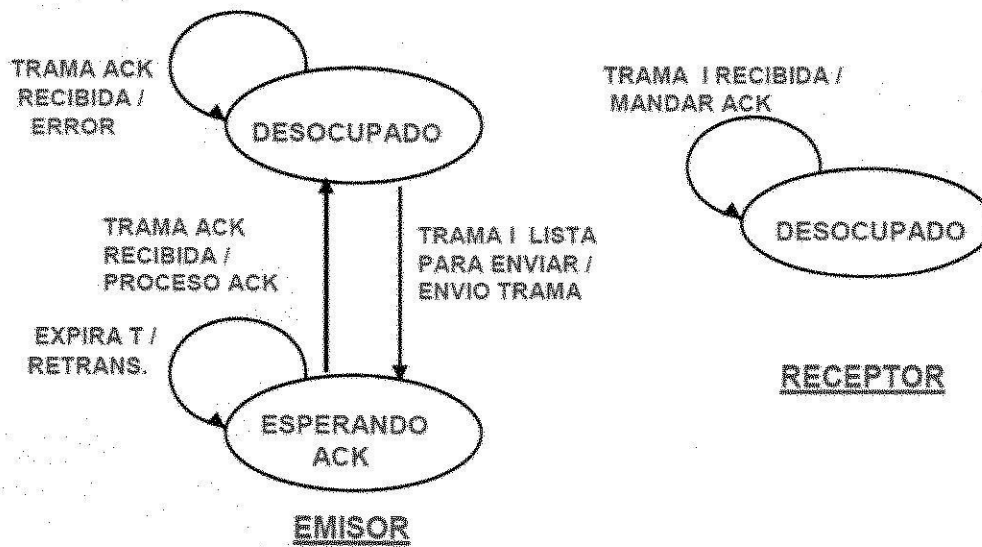 TRAMA ACK
RECIBIDA /
ERROR
DESOCUPADO
TRAMA I RECIBIDA /
MANDAR ACK
DESOCUPADO
TRAMA ACK
RECIBIDA /
PROCESO ACK
TRAMA I LISTA
PARA ENVIAR /
ENVIO TRAMA
EXPIRA T /
RETRANS.
ESPERANDO
ACK
RECEPTOR
EMISOR